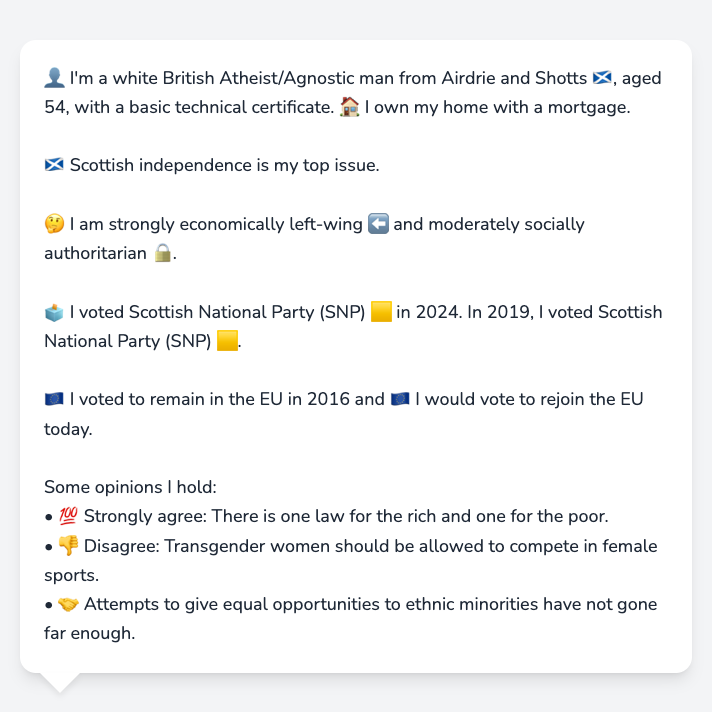 👤 I'm a white British Atheist/Agnostic man from Airdrie and Shotts 🏴󠁧󠁢󠁳󠁣󠁴󠁿, aged
54, with a basic technical certificate. 🏠 I own my home with a mortgage.
🏴󠁧󠁢󠁳󠁣󠁴󠁿 Scottish independence is my top issue.
🤔 I am strongly economically left-wing ⬅️ and moderately socially
authoritarian 🔒.
🗳️ I voted Scottish National Party (SNP) 🟨 in 2024. In 2019, I voted Scottish
National Party (SNP) 🟨.
🇪🇺 I voted to remain in the EU in 2016 and 🇪🇺 I would vote to rejoin the EU
today.
Some opinions I hold:
• 💯 Strongly agree: There is one law for the rich and one for the poor.
• 👎 Disagree: Transgender women should be allowed to compete in female
sports.
• 🤝 Attempts to give equal opportunities to ethnic minorities have not gone
far enough.